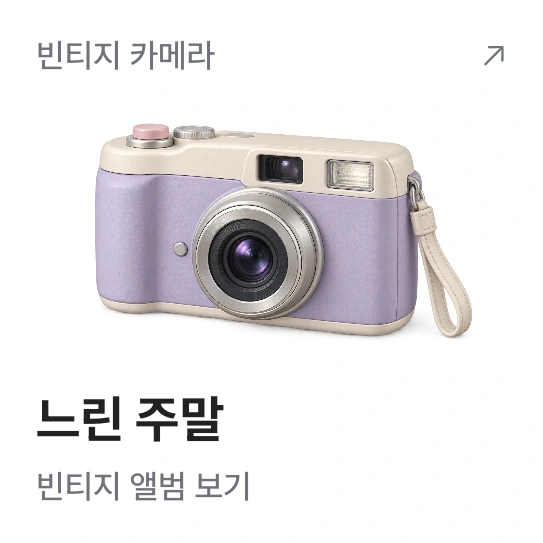 빈티지 카메라
느린 주말
빈티지 앨범 보기